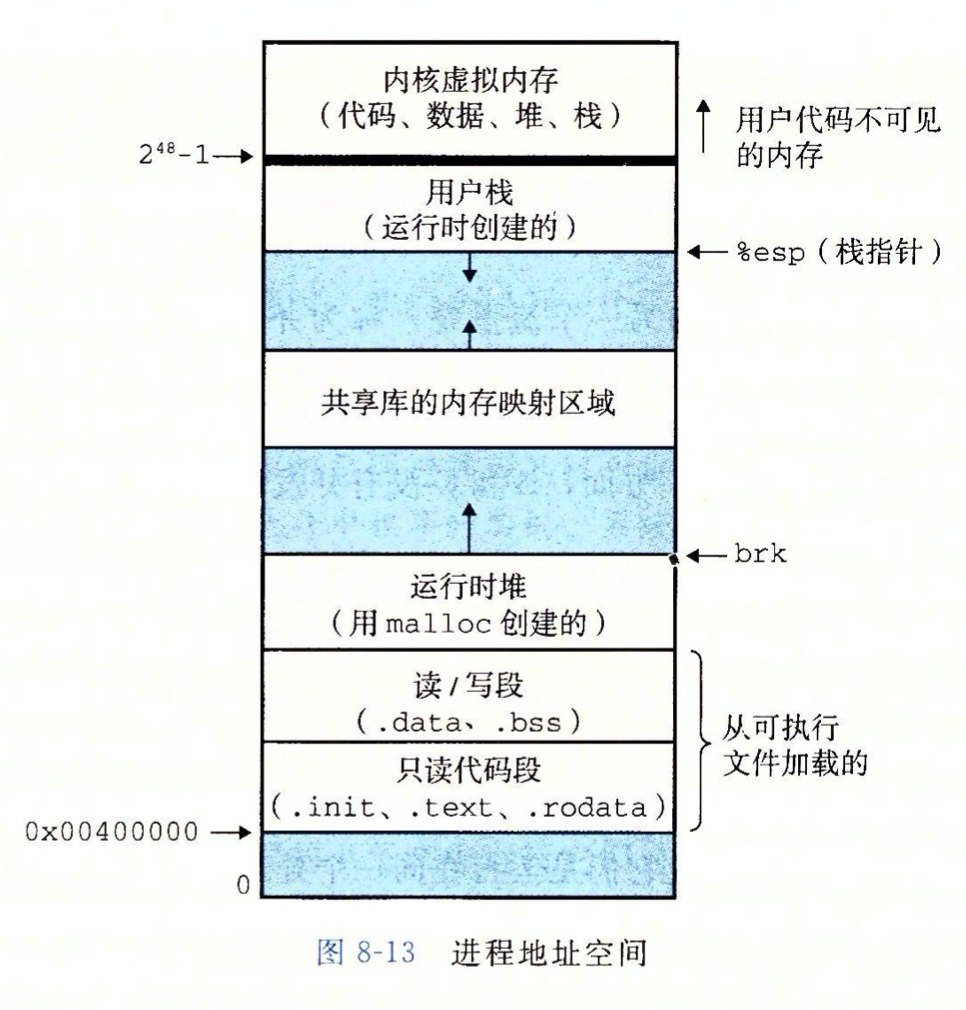 内核虚拟内存
(代码、数据、堆、栈)
用户代码不可见
的内存
2⁴⁸-1
用户栈
(运行时创建的)
%esp(栈指针)
共享库的内存映射区域
brk
运行时堆
(用 malloc 创建的)
读/写段
(.data、.bss)
从可执行
文件加载的
只读代码段
(.init、.text、.rodata)
0x00400000
0
图 8-13 进程地址空间